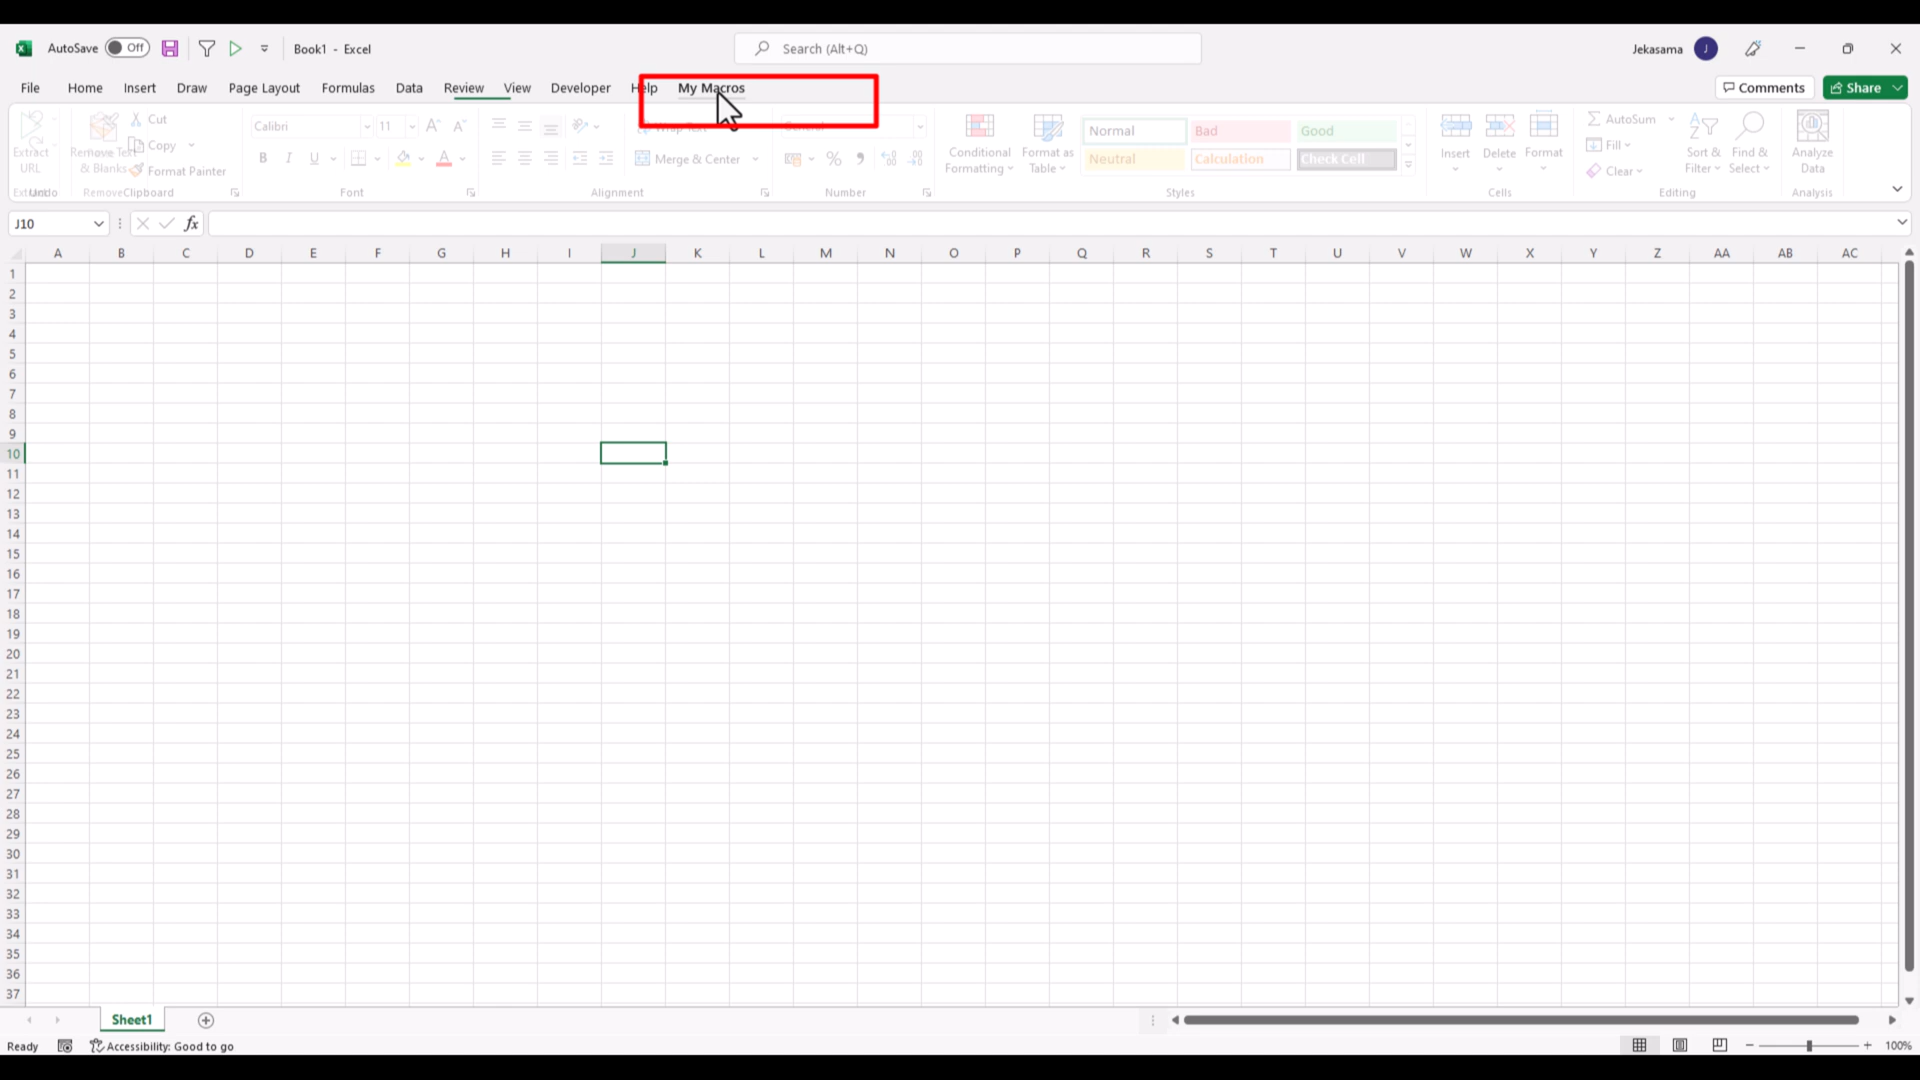 AutoSave Off Book1 - Excel Search (Alt+Q) Jekasama J
File Home Insert Draw Page Layout Formulas Data Review View Developer Help My Macros Comments Share
Extract URL
Remove Text & Blanks
Cut
Copy
Format Painter
Calibri 11
B I U A
Wrap Text
Merge & Center
General
%
Conditional Formatting
Format as Table
Normal Bad Good
Neutral Calculation Check Cell
Insert Delete Format
AutoSum
Fill
Clear
Sort & Filter
Find & Select
Analyze Data
Undo Clipboard Font Alignment Number Styles Cells Editing Analysis
J10 fx
A B C D E F G H I J K L M N O P Q R S T U V W X Y Z AA AB AC
1
2
3
4
5
6
7
8
9
10
11
12
13
14
15
16
17
18
19
20
21
22
23
24
25
26
27
28
29
30
31
32
33
34
35
36
37
Sheet1
Ready Accessibility: Good to go 100%